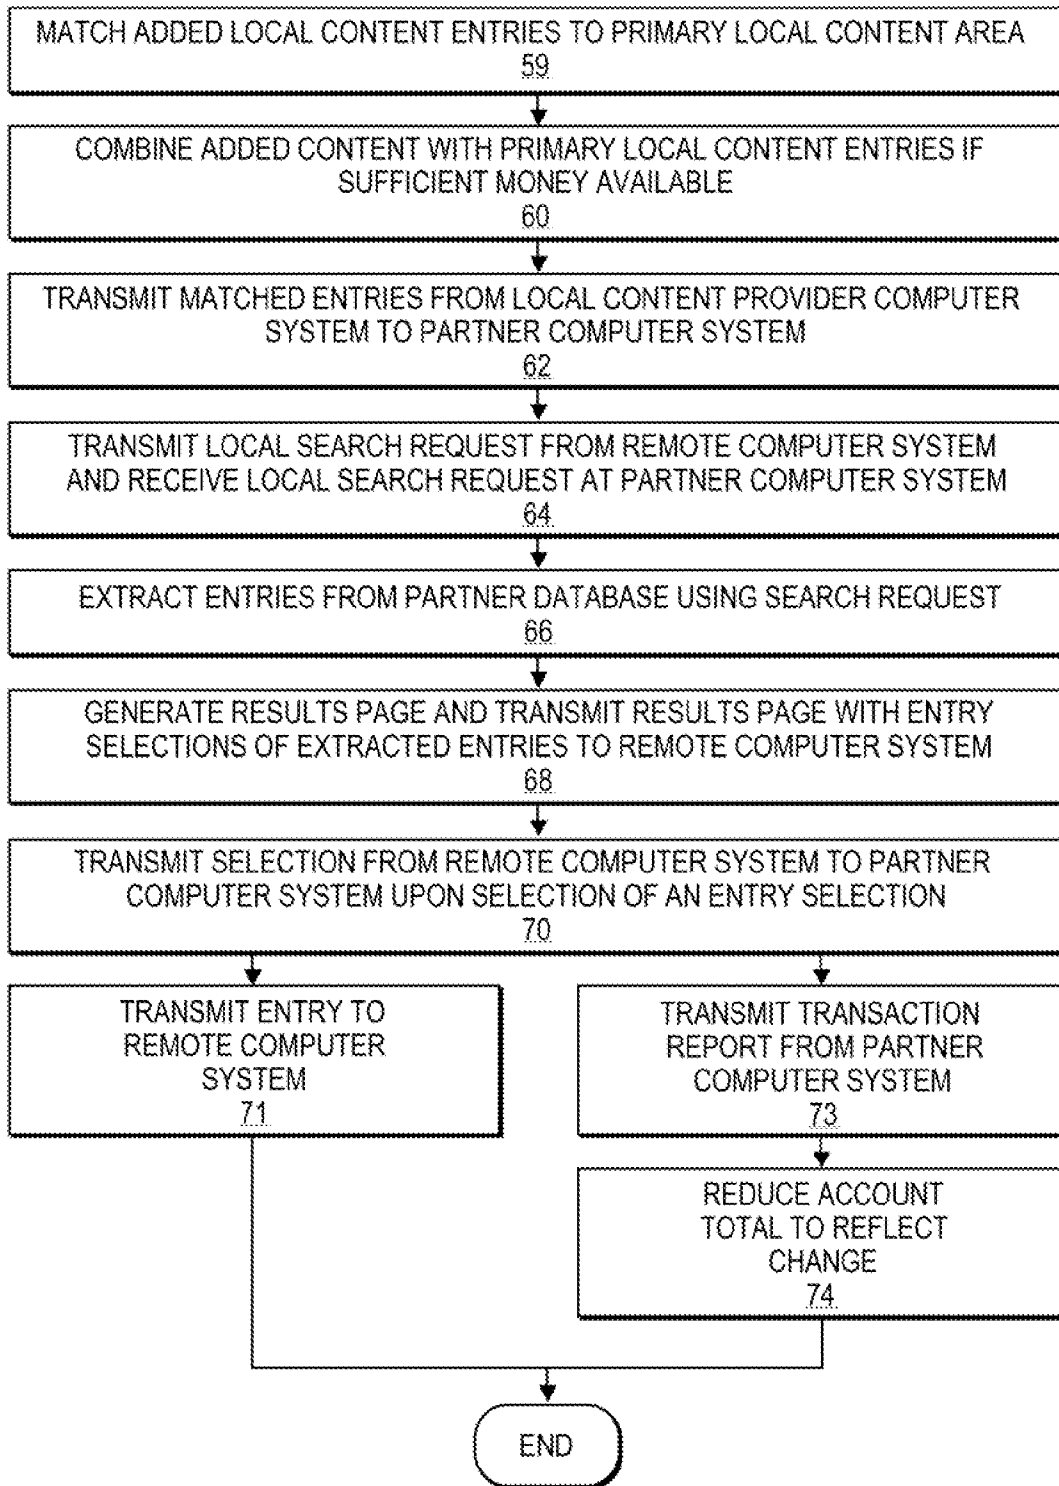 MATCH ADDED LOCAL CONTENT ENTRIES TO PRIMARY LOCAL CONTENT AREA
59
COMBINE ADDED CONTENT WITH PRIMARY LOCAL CONTENT ENTRIES IF
SUFFICIENT MONEY AVAILABLE
60
TRANSMIT MATCHED ENTRIES FROM LOCAL CONTENT PROVIDER COMPUTER
SYSTEM TO PARTNER COMPUTER SYSTEM
62
TRANSMIT LOCAL SEARCH REQUEST FROM REMOTE COMPUTER SYSTEM
AND RECEIVE LOCAL SEARCH REQUEST AT PARTNER COMPUTER SYSTEM
64
EXTRACT ENTRIES FROM PARTNER DATABASE USING SEARCH REQUEST
66
GENERATE RESULTS PAGE AND TRANSMIT RESULTS PAGE WITH ENTRY
SELECTIONS OF EXTRACTED ENTRIES TO REMOTE COMPUTER SYSTEM
68
TRANSMIT SELECTION FROM REMOTE COMPUTER SYSTEM TO PARTNER
COMPUTER SYSTEM UPON SELECTION OF AN ENTRY SELECTION
70
TRANSMIT ENTRY TO
REMOTE COMPUTER
SYSTEM
71
TRANSMIT TRANSACTION
REPORT FROM PARTNER
COMPUTER SYSTEM
73
REDUCE ACCOUNT
TOTAL TO REFLECT
CHANGE
74
END